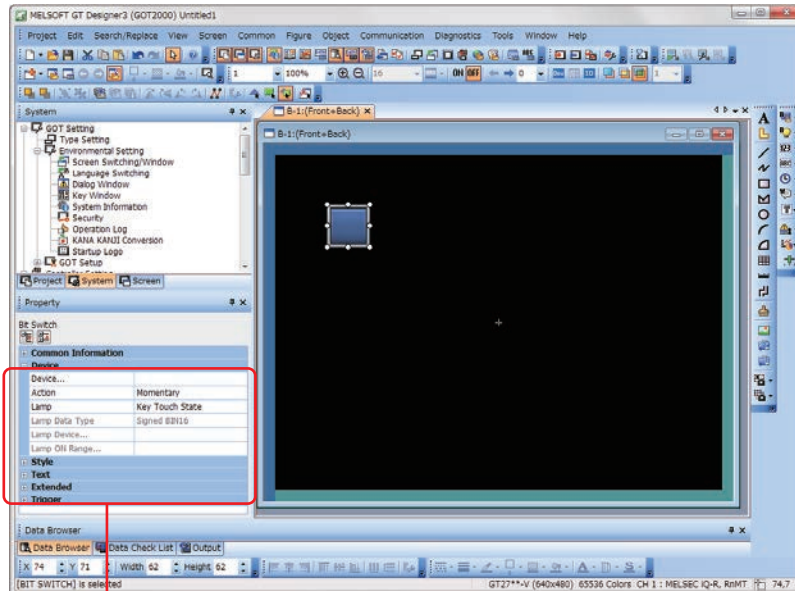 MELSOFT GT Designer3 (GOT2000) Untitled1
Project Edit Search/Replace View Screen Common Figure Object Communication Diagnostics Tools Window Help
1 100% 16 ON OFF 0 1
System
GOT Setting
Type Setting
Environmental Setting
Screen Switching/Window
Language Switching
Dialog Window
Key Window
System Information
Security
Operation Log
KANA KANJI Conversion
Startup Logo
GOT Setup
Controller Setting
Project System Screen
B-1:(Front+Back)
B-1:(Front+Back)
Property
Bit Switch
Common Information
Device
Device...
Action Momentary
Lamp Key Touch State
Lamp Data Type Signed BIN16
Lamp Device...
Lamp ON Range...
Style
Text
Extended
Trigger
Data Browser
Data Browser Data Check List Output
X 74 Y 71 Width 62 Height 62
[BIT SWITCH] is selected GT27**-V (640x480) 65536 Colors CH 1 : MELSEC iQ-R, RnMT 74,7